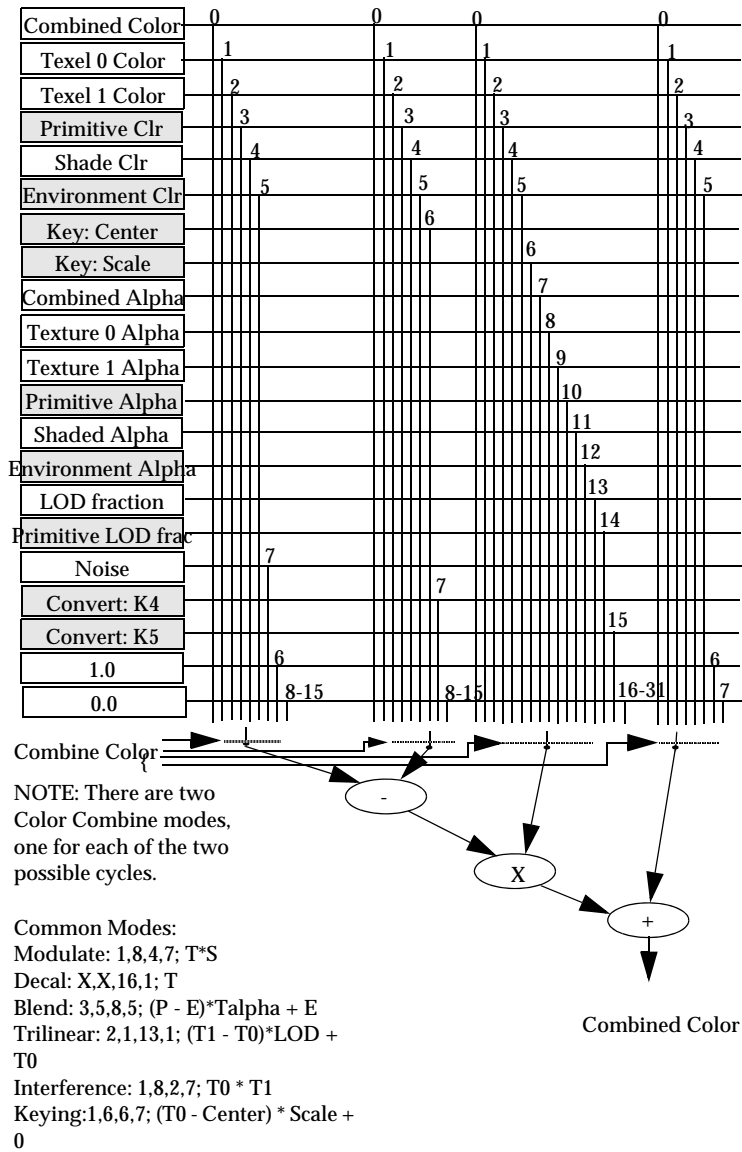 Combined Color 0 0 0 0
Texel 0 Color 1 1 1 1
Texel 1 Color 2 2 2 2
Primitive Clr 3 3 3 3
Shade Clr 4 4 4 4
Environment Clr 5 5 5 5
Key: Center 6
Key: Scale 6
Combined Alpha 7
Texture 0 Alpha 8
Texture 1 Alpha 9
Primitive Alpha 10
Shaded Alpha 11
Environment Alpha 12
LOD fraction 13
Primitive LOD frac 14
Noise 7
Convert: K4 7
Convert: K5 15
1.0 6 6
0.0 8-15 8-15 16-31 7
Combine Color {
NOTE: There are two
Color Combine modes,
one for each of the two
possible cycles.
-
X
+
Combined Color
Common Modes:
Modulate: 1,8,4,7; T*S
Decal: X,X,16,1; T
Blend: 3,5,8,5; (P - E)*Talpha + E
Trilinear: 2,1,13,1; (T1 - T0)*LOD +
T0
Interference: 1,8,2,7; T0 * T1
Keying:1,6,6,7; (T0 - Center) * Scale +
0